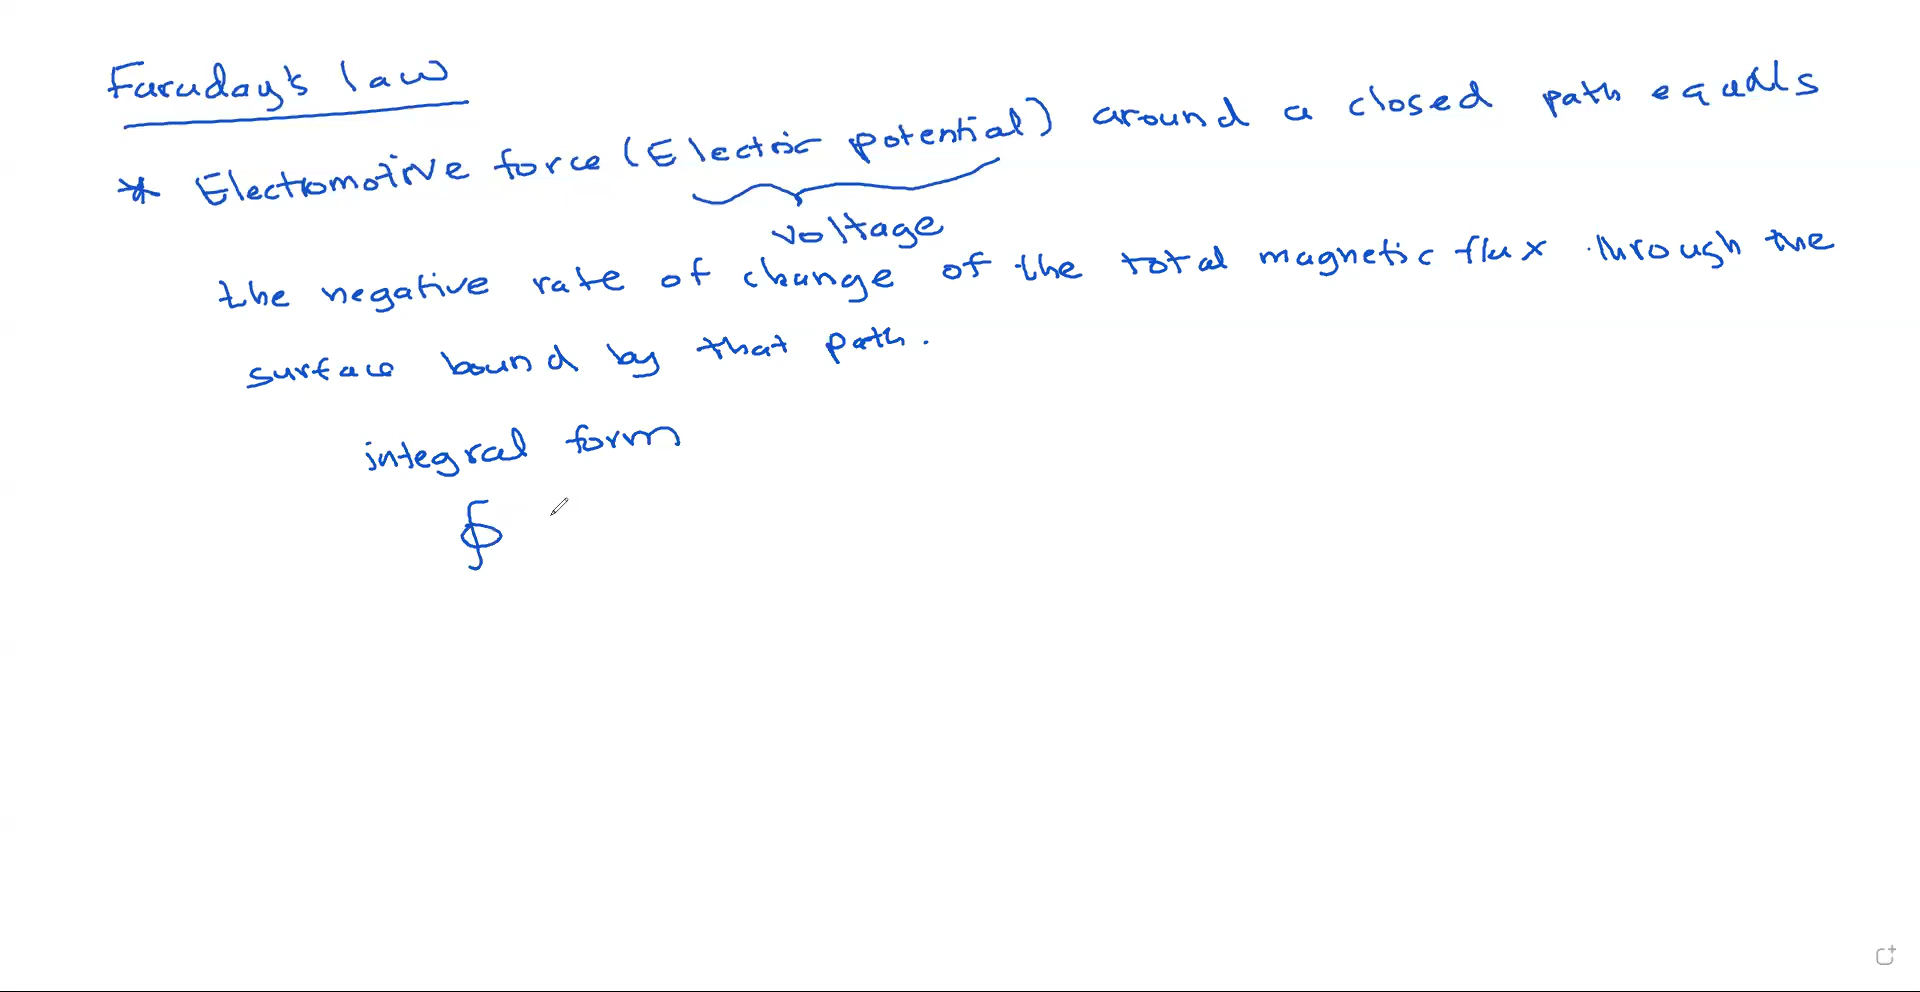 Faraday's law
* Electromotive force (Electric potential) around a closed path equals
voltage
the negative rate of change of the total magnetic flux through the
surface bound by that path.
integral form
∮